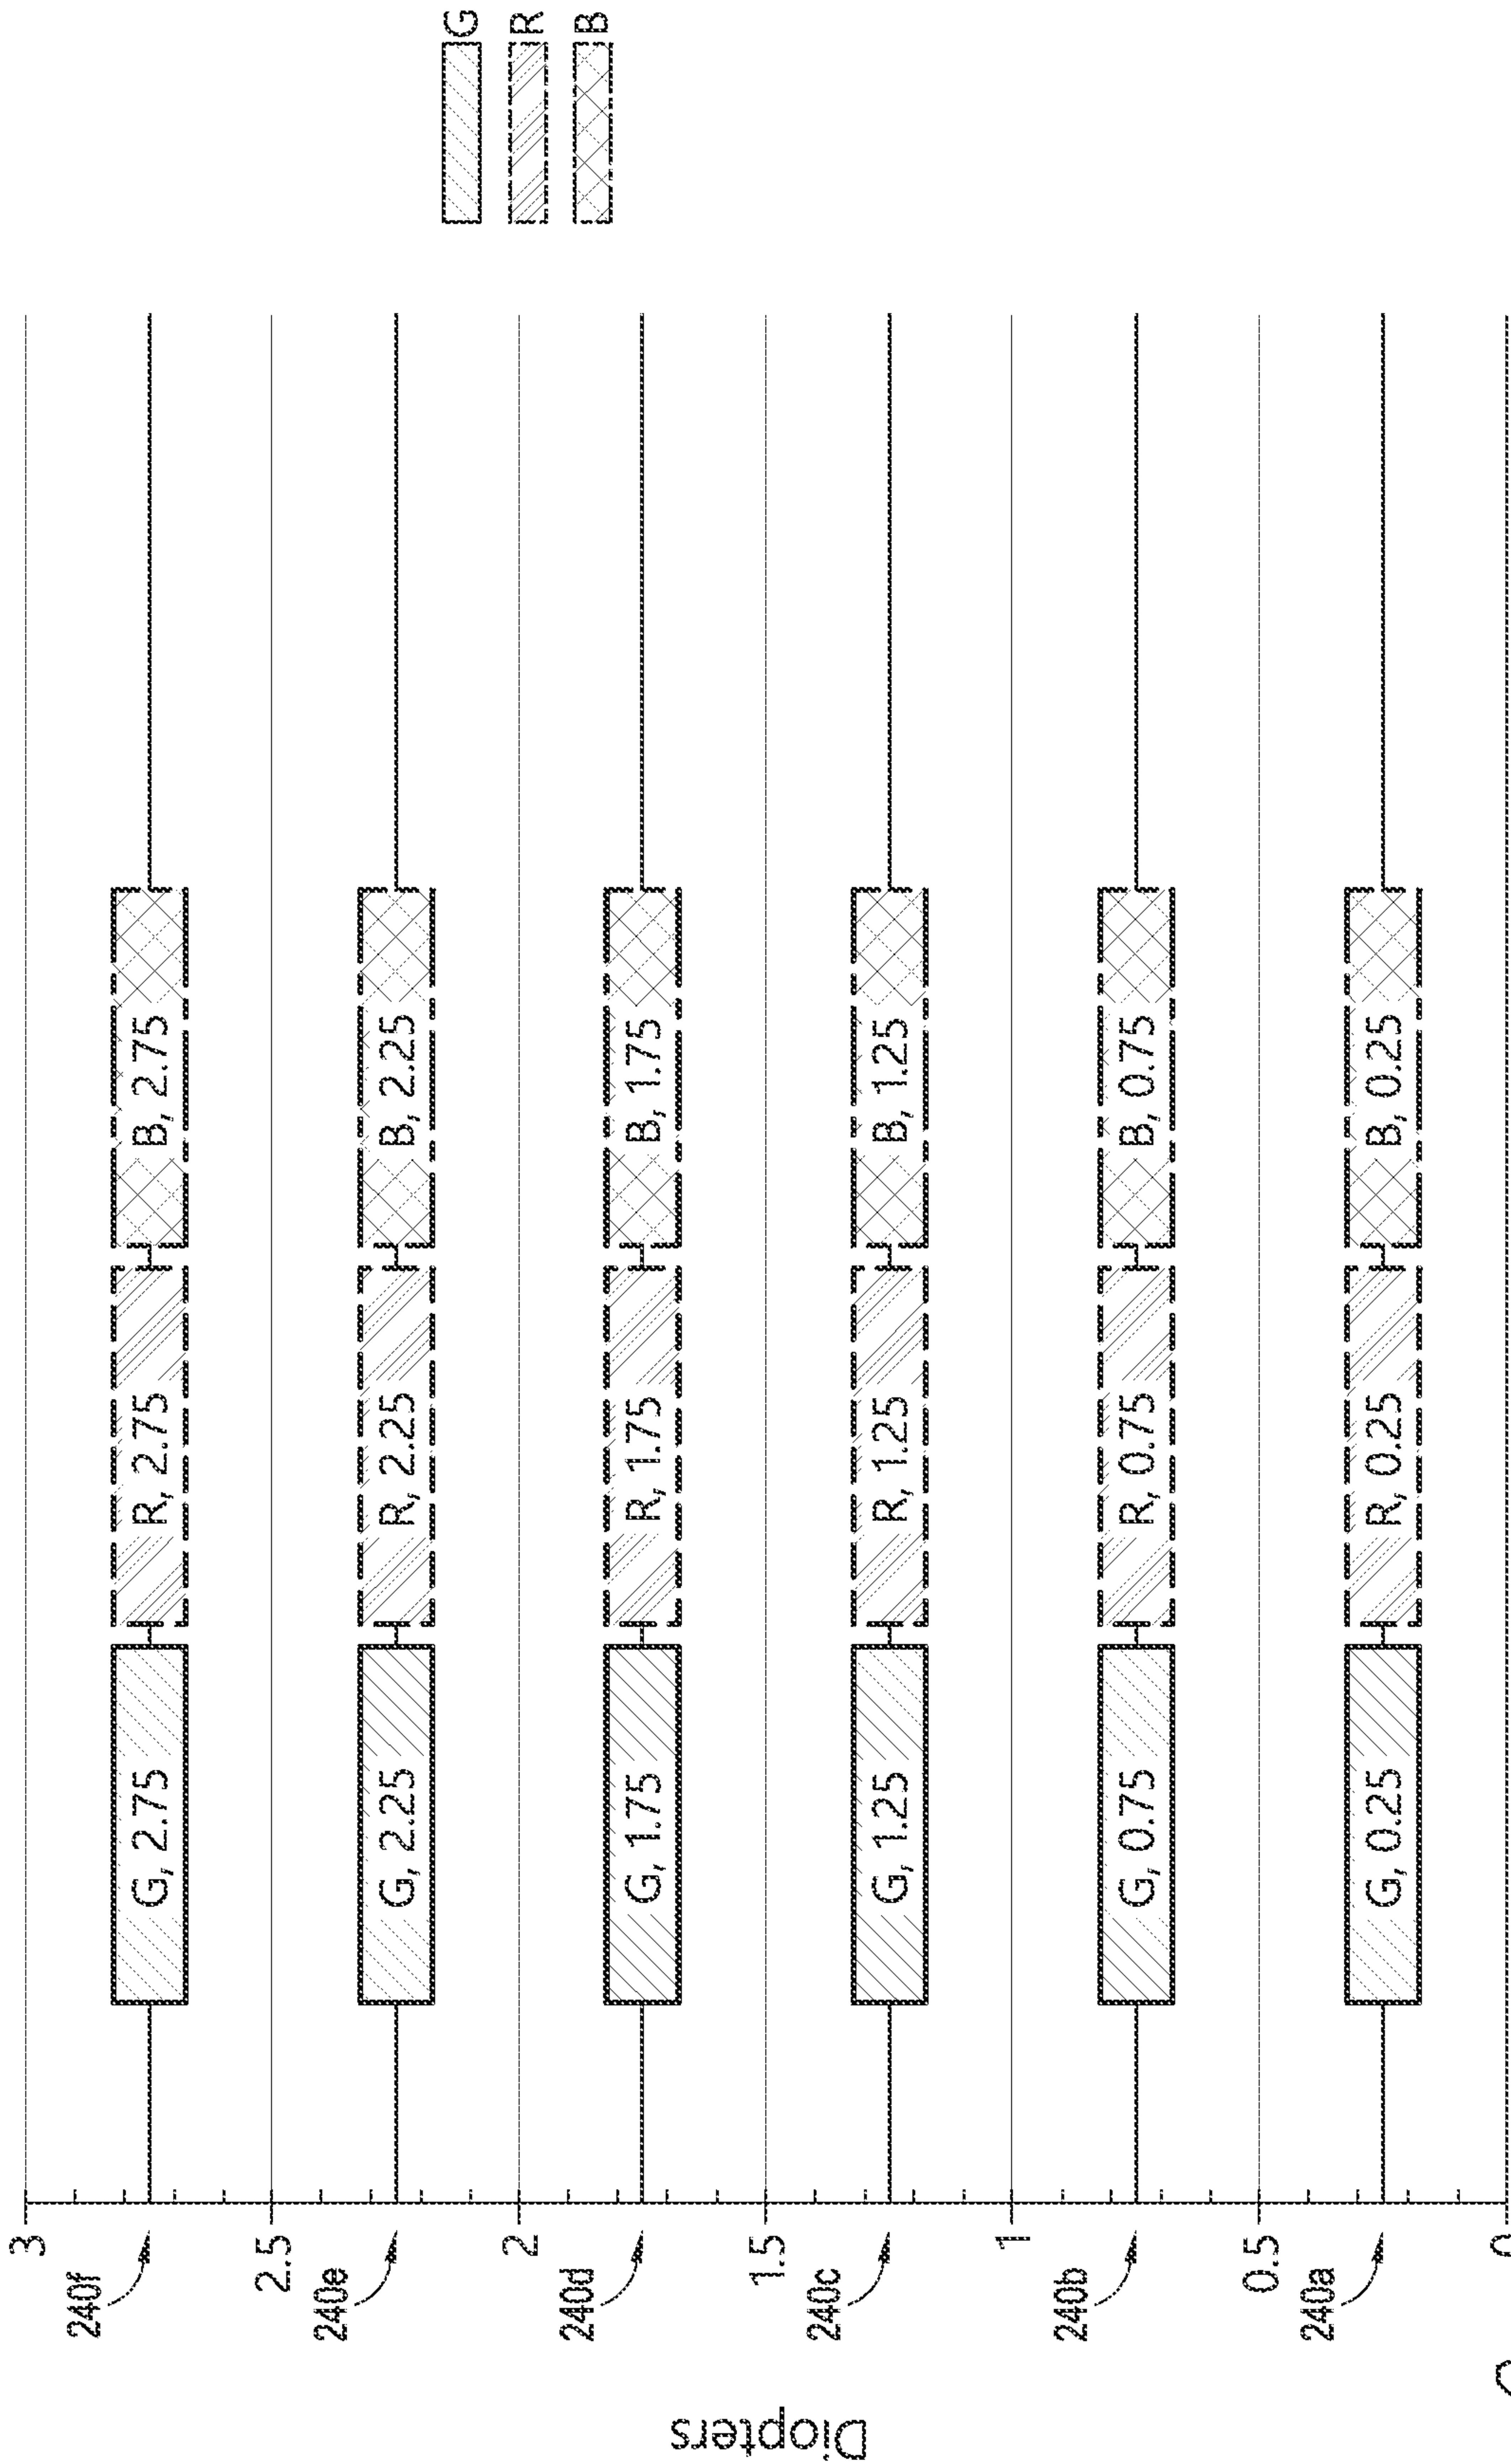 3
240f
G, 2.75
R, 2.75
B, 2.75
2.5
240e
G, 2.25
R, 2.25
B, 2.25
2
240d
G, 1.75
R, 1.75
B, 1.75
1.5
240c
G, 1.25
R, 1.25
B, 1.25
1
240b
G, 0.75
R, 0.75
B, 0.75
0.5
240a
G, 0.25
R, 0.25
B, 0.25
0
Diopters
G
R
B